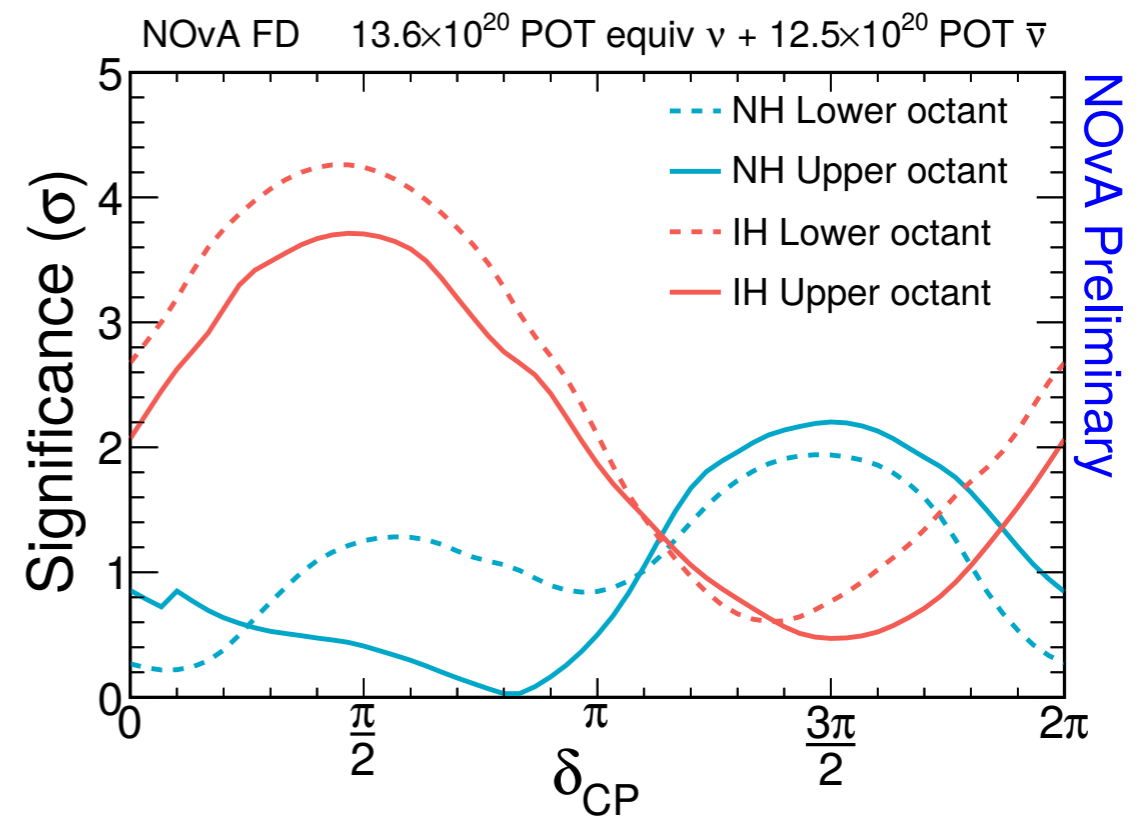 NOvA FD 13.6×10²⁰ POT equiv ν + 12.5×10²⁰ POT ν̅
NH Lower octant
NH Upper octant
IH Lower octant
IH Upper octant
NOvA Preliminary
Significance (σ)
5
4
3
2
1
0
0 π/2 π 3π/2 2π
δCP